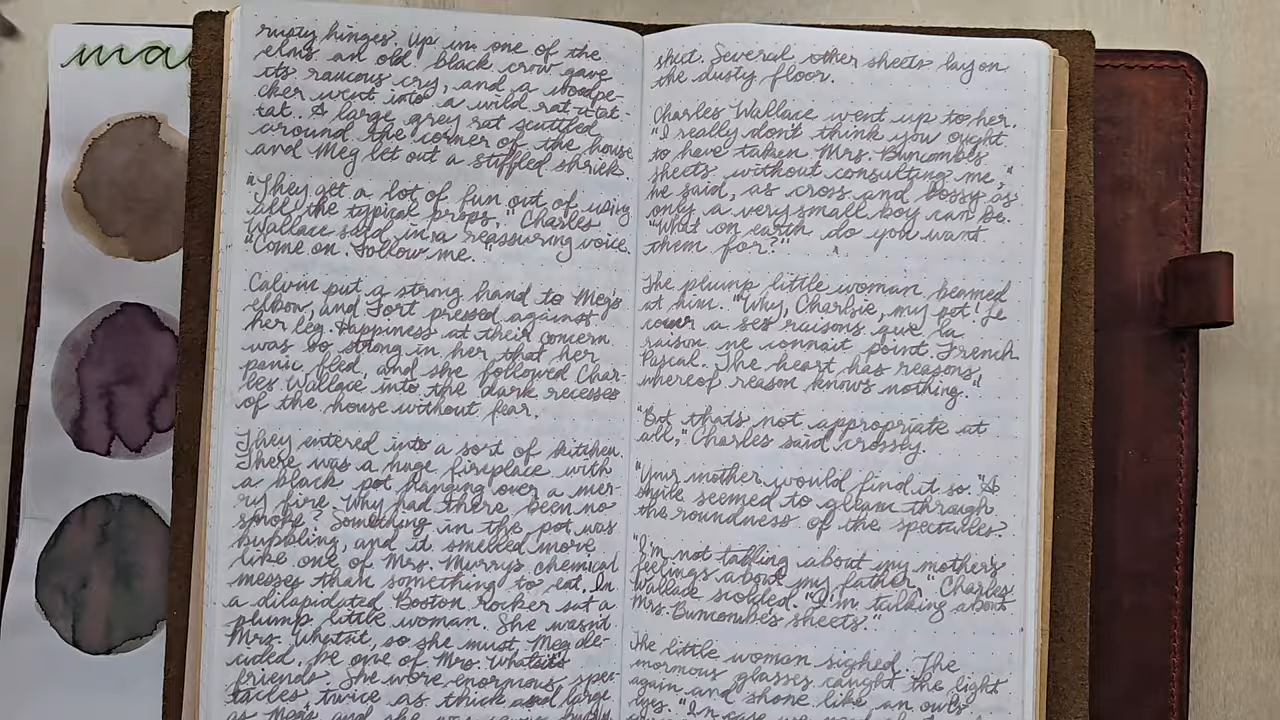 mar
rusty hinges. Up in one of the
elms an old black crow gave
its raucous cry, and a woodpe-
cker went into a wild rat-a-tat-
tat. A large grey rat scuttled
around the corner of the house
and Meg let out a stiffled shriek.
"They get a lot of fun out of using
all the typical props," Charles
Wallace said in a reassuring voice.
"Come on. Follow me."
Calvin put a strong hand to Meg's
elbow, and Fort pressed against
her leg. Happiness at their concern
was so strong in her that her
panic fled, and she followed Char-
les Wallace into the dark recesses
of the house without fear.
They entered into a sort of kitchen.
There was a huge fireplace with
a black pot hanging over a mer-
ry fire. Why had there been no
smoke? Something in the pot was
bubbling, and it smelled more
like one of Mrs. Murry's chemical
messes than something to eat. In
a dilapidated Boston rocker sat a
plump little woman. She wasn't
Mrs. Whatsit, so she must, Meg de-
cided, be one of Mrs. Whatsit's
friends. She wore enormous spec-
tacles twice as thick and large
as Meg's and she was
sheet. Several other sheets lay on
the dusty floor.
Charles Wallace went up to her.
"I really don't think you ought
to have taken Mrs. Buncombe's
sheets without consulting me,"
he said, as cross and bossy as
only a very small boy can be.
"What on earth do you want
them for?"
The plump little woman beamed
at him. "Why, Charlsie, my pet! Le
coeur a ses raisons que la
raison ne connait point. French.
Pascal. The heart has reasons,
whereof reason knows nothing."
"But that's not appropriate at
all," Charles said crossly.
"Your mother would find it so." A
smile seemed to gleam through
the roundness of the spectacles.
"I'm not talking about my mother's
feelings about my father," Charles
Wallace scolded. "I'm talking about
Mrs. Buncombe's sheets."
The little woman sighed. The
enormous glasses caught the light
again and shone like an owl's
eyes. "In case we need